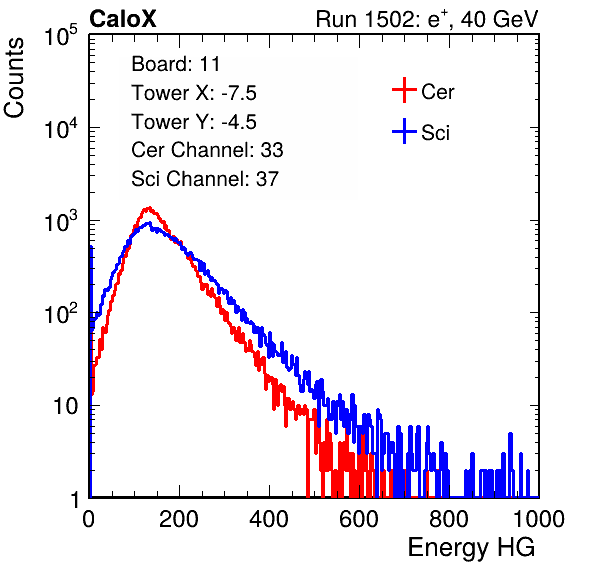 CaloX Run 1502: e⁺, 40 GeV
Counts
Board: 11
Tower X: -7.5
Tower Y: -4.5
Cer Channel: 33
Sci Channel: 37
Cer
Sci
10⁵
10⁴
10³
10²
10
1
0 200 400 600 800 1000
Energy HG